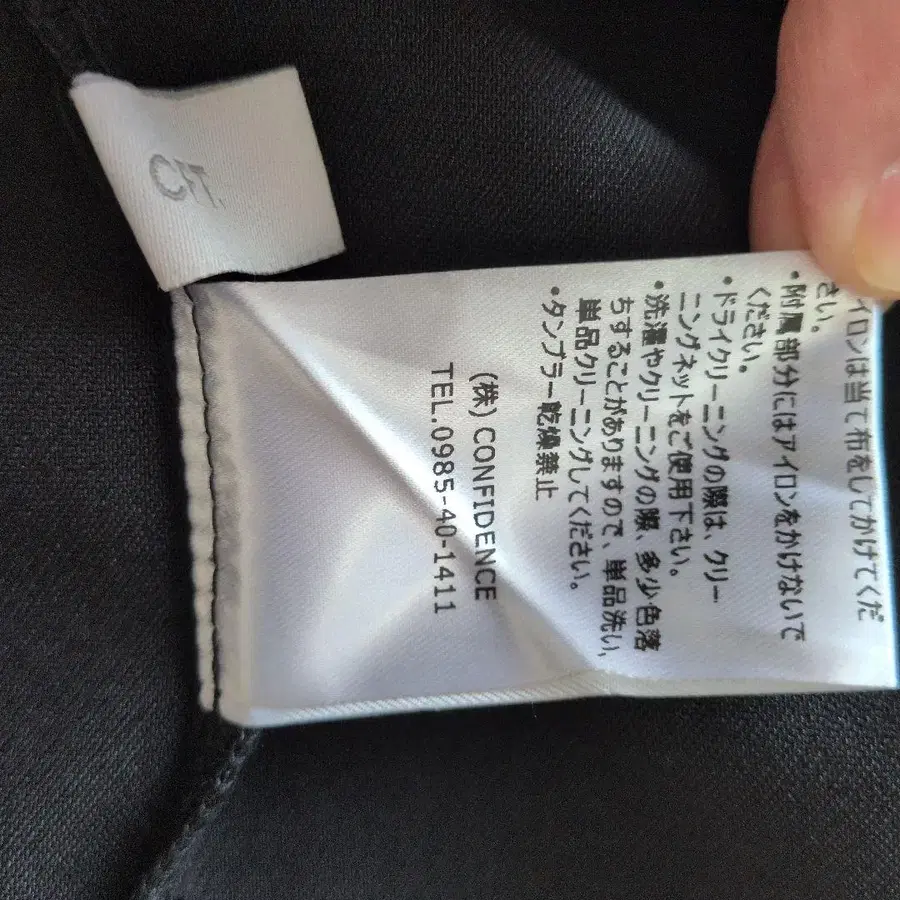 CFT.
イロンは当て布をしてかけてくだ
さい。
・附属部分にはアイロンをかけないで
ください。
・ドライクリーニングの際は、クリー
ニングネットをご使用下さい。
・洗濯やクリーニングの際、多少色落
ちすることがありますので、単品洗い、
単品クリーニングしてください。
・タンブラー乾燥禁止
(株) CONFIDENCE
TEL.0985-40-1411